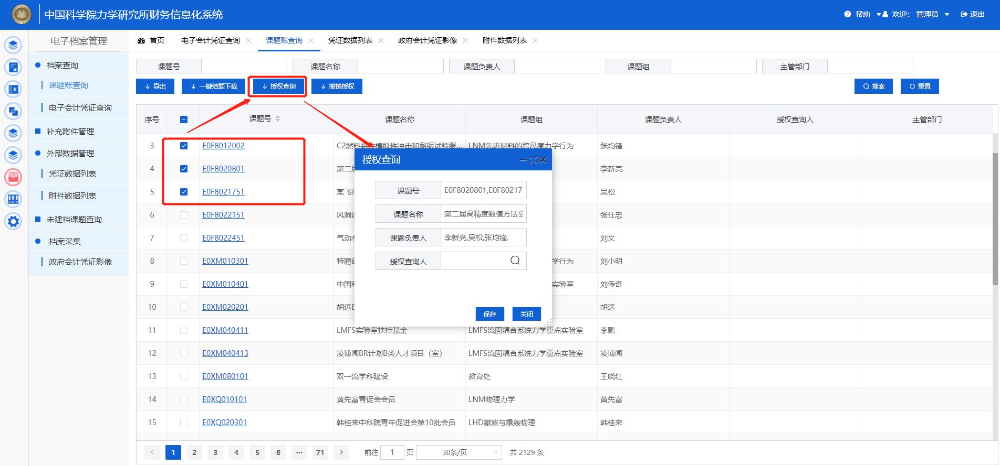 中国科学院力学研究所财务信息化系统
帮助 欢迎： 管理员 退出
电子档案管理
首页 电子会计凭证查询 课题账查询 凭证数据列表 政府会计凭证影像 附件数据列表
档案查询
课题账查询
电子会计凭证查询
补充附件管理
外部数据管理
凭证数据列表
附件数据列表
未建档课题查询
档案采集
政府会计凭证影像
课题号 课题名称 课题负责人 课题组 主管部门
导出 一键结题下载 授权查询 撤销授权 搜索 重置
序号 课题号 课题名称 课题组 课题负责人 授权查询人 主管部门
3 E0F8012002 C2燃料组件模拟件冲击和耐振试验服... LNM先进材料的跨尺度力学行为 张均锋
4 E0F8020801 第二届 李新亮
5 E0F8021751 某飞行 吴松
6 E0F8022151 风洞 张仕忠
7 E0F8022451 气动 刘文
8 E0XM010301 特聘 学行为 刘小明
9 E0XM010401 中国科 实验室 刘传奇
10 E0XM020201 胡远 胡远
11 E0XM040411 LMFS实验室扶持基金 LMFS流固耦合系统力学重点实验室 李鹏
12 E0XM040413 凌博闻BR计划B类人才项目（室） LMFS流固耦合系统力学重点实验室 凌博闻
13 E0XM080101 双一流学科建设 教育处 王晓红
14 E0XQ010101 黄先富青促会会员 LNM物理力学 黄先富
15 E0XQ020301 韩桂来中科院青年促进会第10批会员 LHD激波与爆轰物理 韩桂来
授权查询
课题号 E0F8020801,E0F80217
课题名称 第二届高精度数值方法会
课题负责人 李新亮,吴松,张均锋,
授权查询人
保存 关闭
1 2 3 4 5 6 ··· 71 前往 1 页 30条/页 共 2129 条